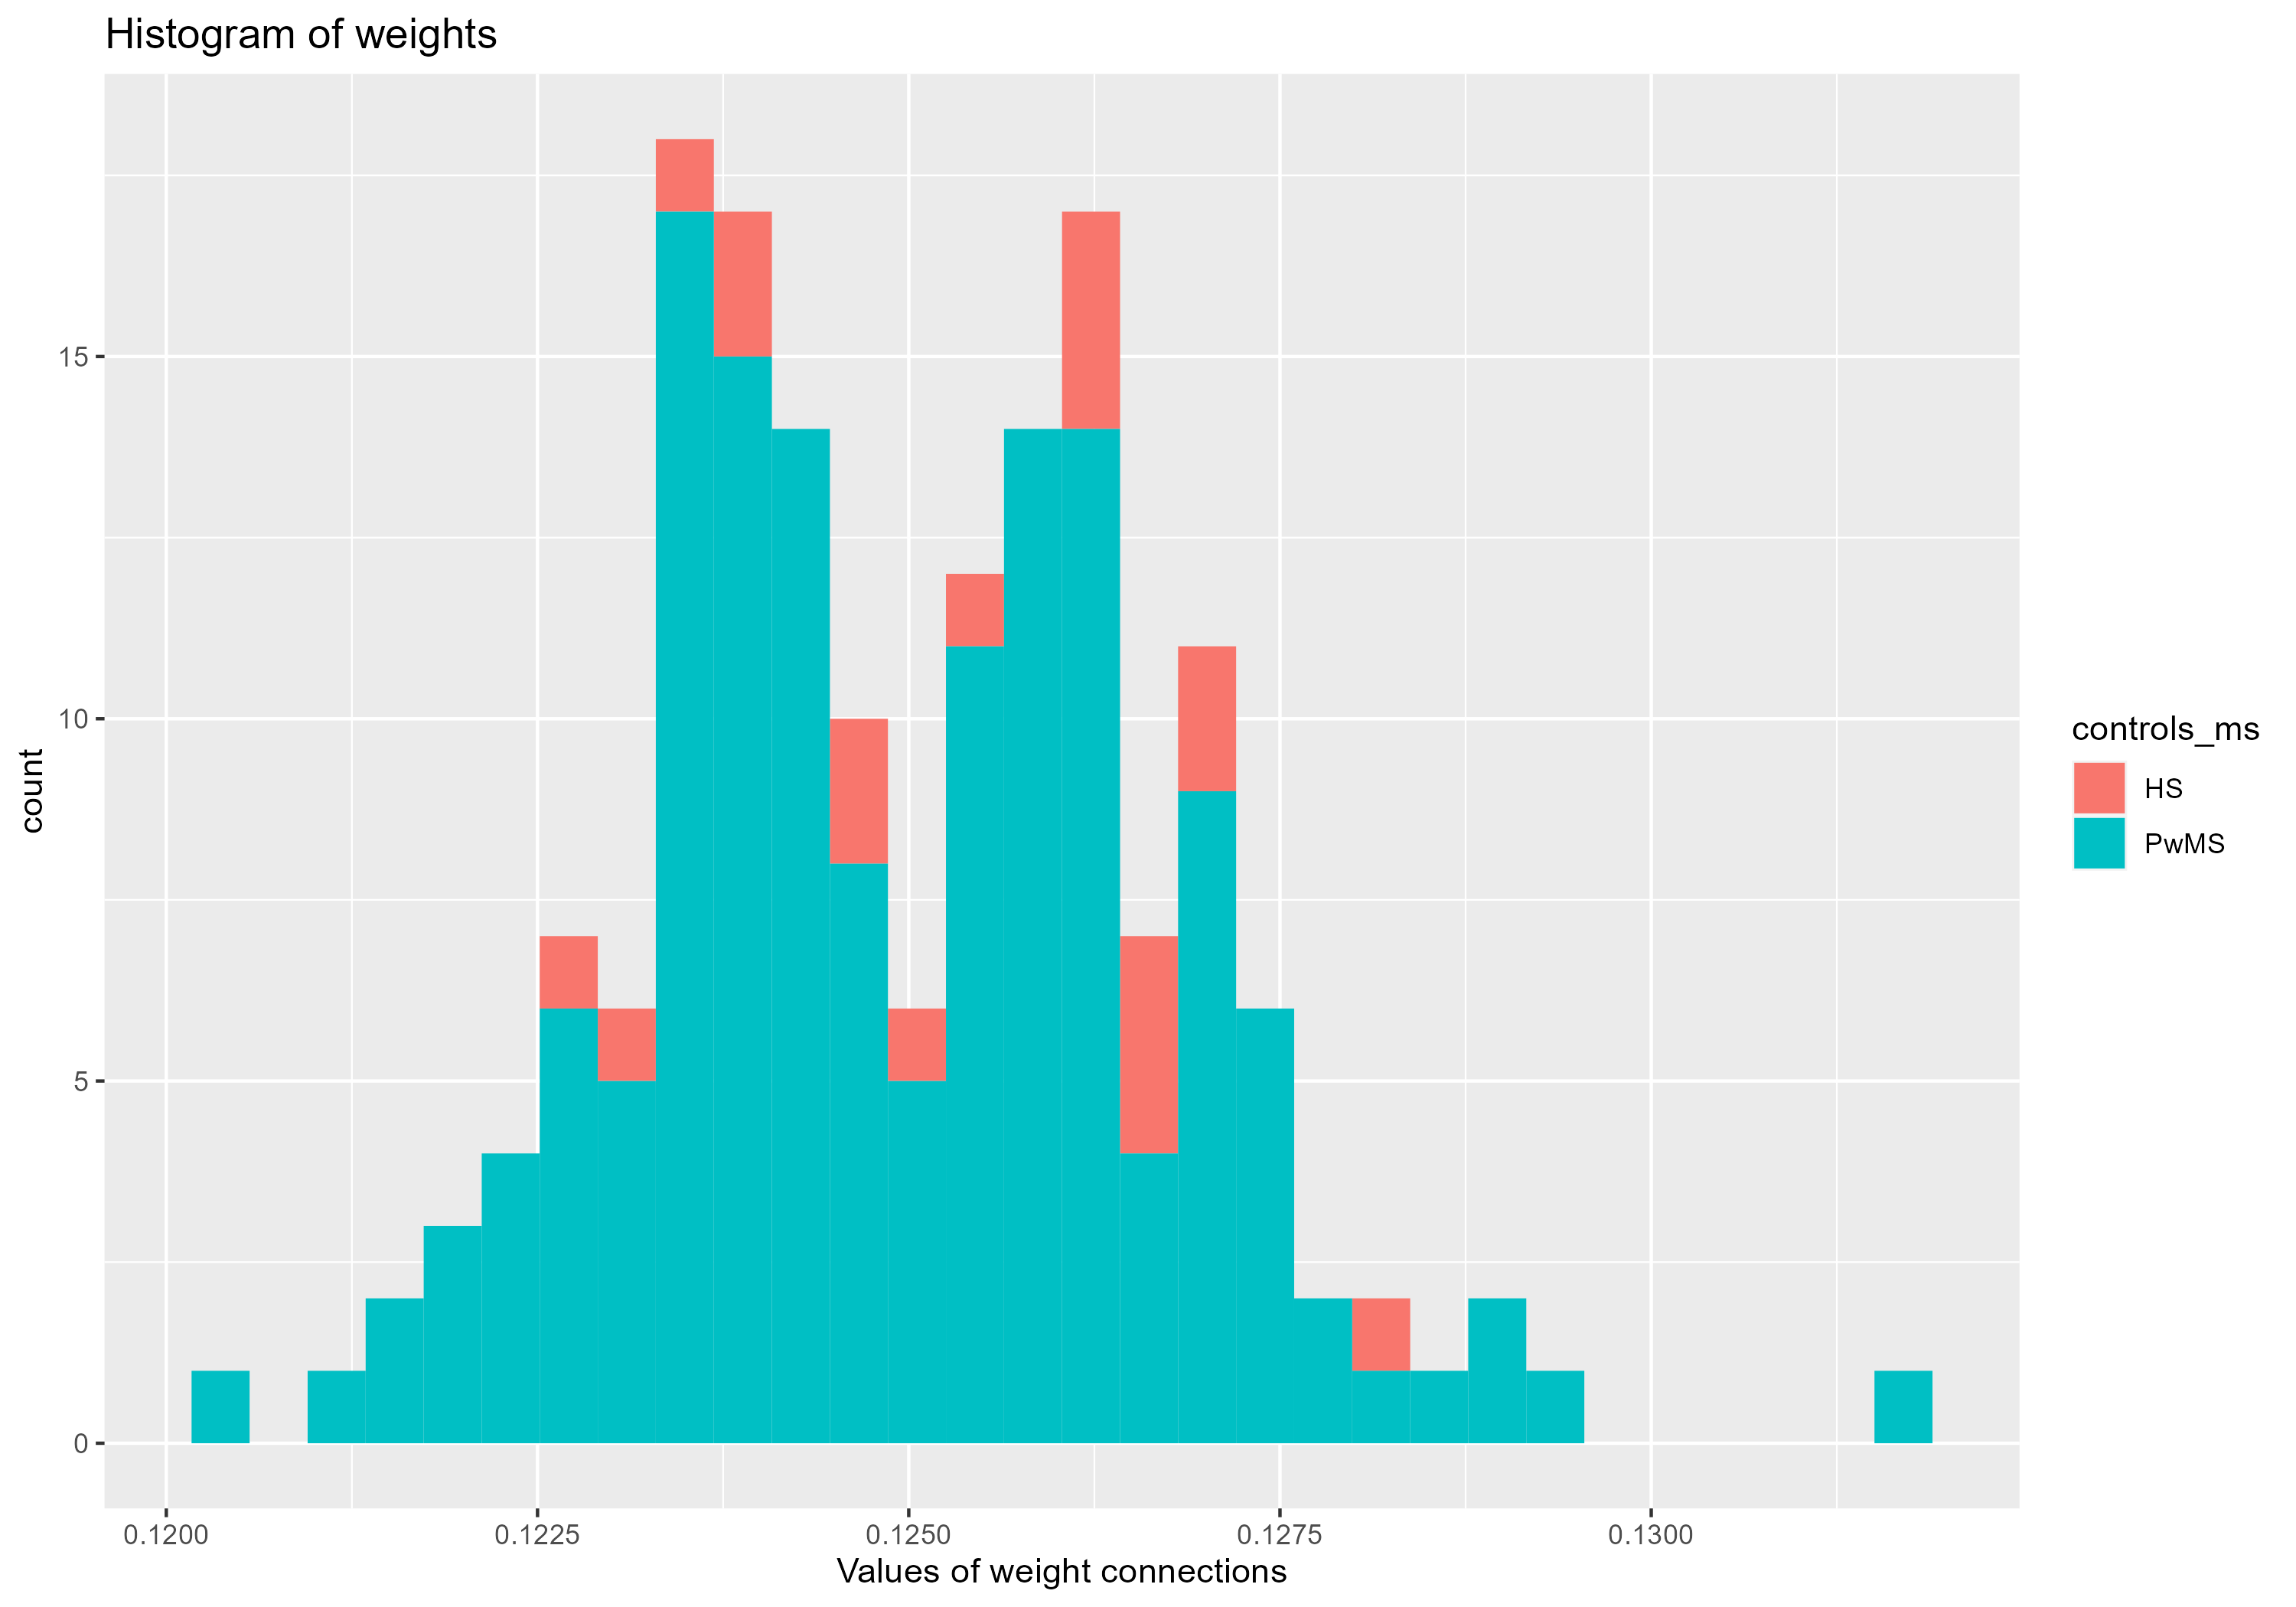 Histogram of weights
15
10
5
0
count
0.1200
0.1225
0.1250
0.1275
0.1300
Values of weight connections
controls_ms
HS
PwMS